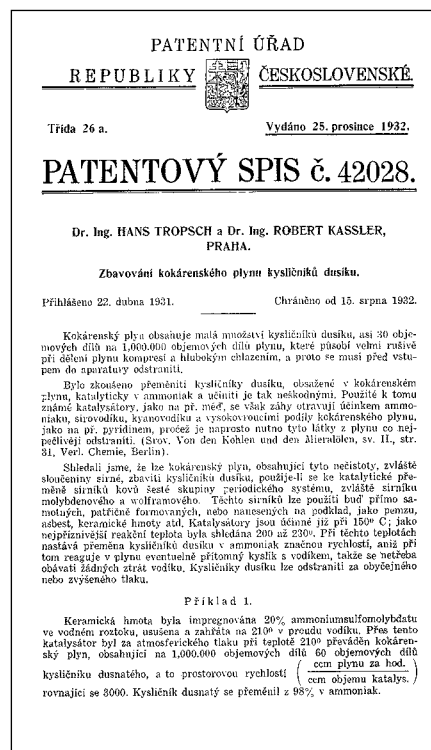 PATENTNÍ ÚŘAD
REPUBLIKY ČESKOSLOVENSKÉ.
Třída 26 a.
Vydáno 25. prosince 1932.
PATENTOVÝ SPIS č. 42028.
Dr. Ing. HANS TROPSCH a Dr. Ing. ROBERT KASSLER,
PRAHA.
Zbavování kokárenského plynu kysličníků dusíku.
Přihlášeno 22. dubna 1931.
Chráněno od 15. srpna 1932.
Kokárenský plyn obsahuje malá množství kysličníků dusíku, asi 30 obje-
mových dílů na 1,000.000 objemových dílů plynu, které působí velmi rušivě
při dělení plynu kompresí a hlubokým chlazením, a proto se musí před vstu-
pem do aparatury odstraniti.
Bylo zkoušeno přeměniti kysličníky dusíku, obsažené v kokárenském
plynu, katalyticky v ammoniak a učiniti je tak neškodnými. Použité k tomu
známé katalysátory, jako na př. měď, se však záhy otravují účinkem ammo-
niaku, sirovodíku, kyanovodíku a vysokovroucími podíly kokárenského plynu,
jako na př. pyridinem, pročež je naprosto nutno tyto látky z plynu co nej-
pečlivěji odstraniti. (Srov. Von den Kohlen und den Mineralölen, sv. II., str.
31, Verl. Chemie, Berlin).
Shledali jsme, že lze kokárenský plyn, obsahující tyto nečistoty, zvláště
sloučeniny sirné, zbaviti kysličníků dusíku, použije-li se ke katalytické pře-
měně sirníků kovů šesté skupiny periodického systému, zvláště sirníku
molybdenového a wolframového. Těchto sirníků lze použíti buď přímo sa-
motných, patřičně formovaných, nebo nanesených na podklad, jako pemzu,
asbest, keramické hmoty atd. Katalysátory jsou účinné již při 150° C; jako
nejpříznivější reakční teplota byla shledána 200 až 230°. Při těchto teplotách
nastává přeměna kysličníků dusíku v ammoniak značnou rychlostí, aniž při
tom reaguje v plynu eventuelně přítomný kyslík s vodíkem, takže se netřeba
obávati žádných ztrát vodíku. Kysličníky dusíku lze odstraniti za obyčejného
nebo zvýšeného tlaku.
Příklad 1.
Keramická hmota byla impregnována 20% ammoniumsulfomolybdatu
ve vodném roztoku, usušena a zahřáta na 210° v proudu vodíku. Přes tento
katalysátor byl za atmosferického tlaku při teplotě 210° převáděn kokáren-
ský plyn, obsahující na 1,000.000 objemových dílů 60 objemových dílů
kysličníku dusnatého, a to prostorovou rychlostí (ccm plynu za hod. / ccm objemu katalys.)
rovnající se 3000. Kysličník dusnatý se přeměnil z 98% v ammoniak.